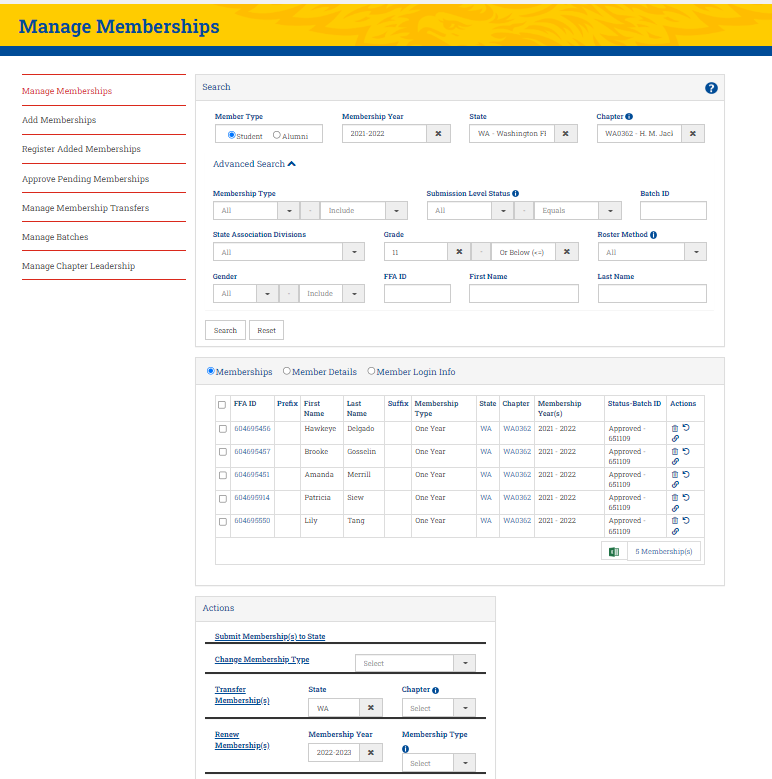 Manage Memberships
Manage Memberships
Add Memberships
Register Added Memberships
Approve Pending Memberships
Manage Membership Transfers
Manage Batches
Manage Chapter Leadership
Search ?
Member Type Membership Year State Chapter i
Student Alumni 2021-2022 WA - Washington FI WA0362 - H. M. Jacl
Advanced Search
Membership Type Submission Level Status i Batch ID
All - Include All - Equals
State Association Divisions Grade Roster Method i
All 11 - Or Below (<=) All
Gender FFA ID First Name Last Name
All - Include
Search Reset
Memberships Member Details Member Login Info
FFA ID Prefix First Name Last Name Suffix Membership Type State Chapter Membership Year(s) Status-Batch ID Actions
604695456 Hawkeye Delgado One Year WA WA0362 2021 - 2022 Approved - 651109
604695457 Brooke Gosselin One Year WA WA0362 2021 - 2022 Approved - 651109
604695451 Amanda Merrill One Year WA WA0362 2021 - 2022 Approved - 651109
604695914 Patricia Siew One Year WA WA0362 2021 - 2022 Approved - 651109
604695550 Lily Tang One Year WA WA0362 2021 - 2022 Approved - 651109
5 Membership(s)
Actions
Submit Membership(s) to State
Change Membership Type Select
Transfer Membership(s) State Chapter i
WA Select
Renew Membership(s) Membership Year Membership Type i
2022-2023 Select